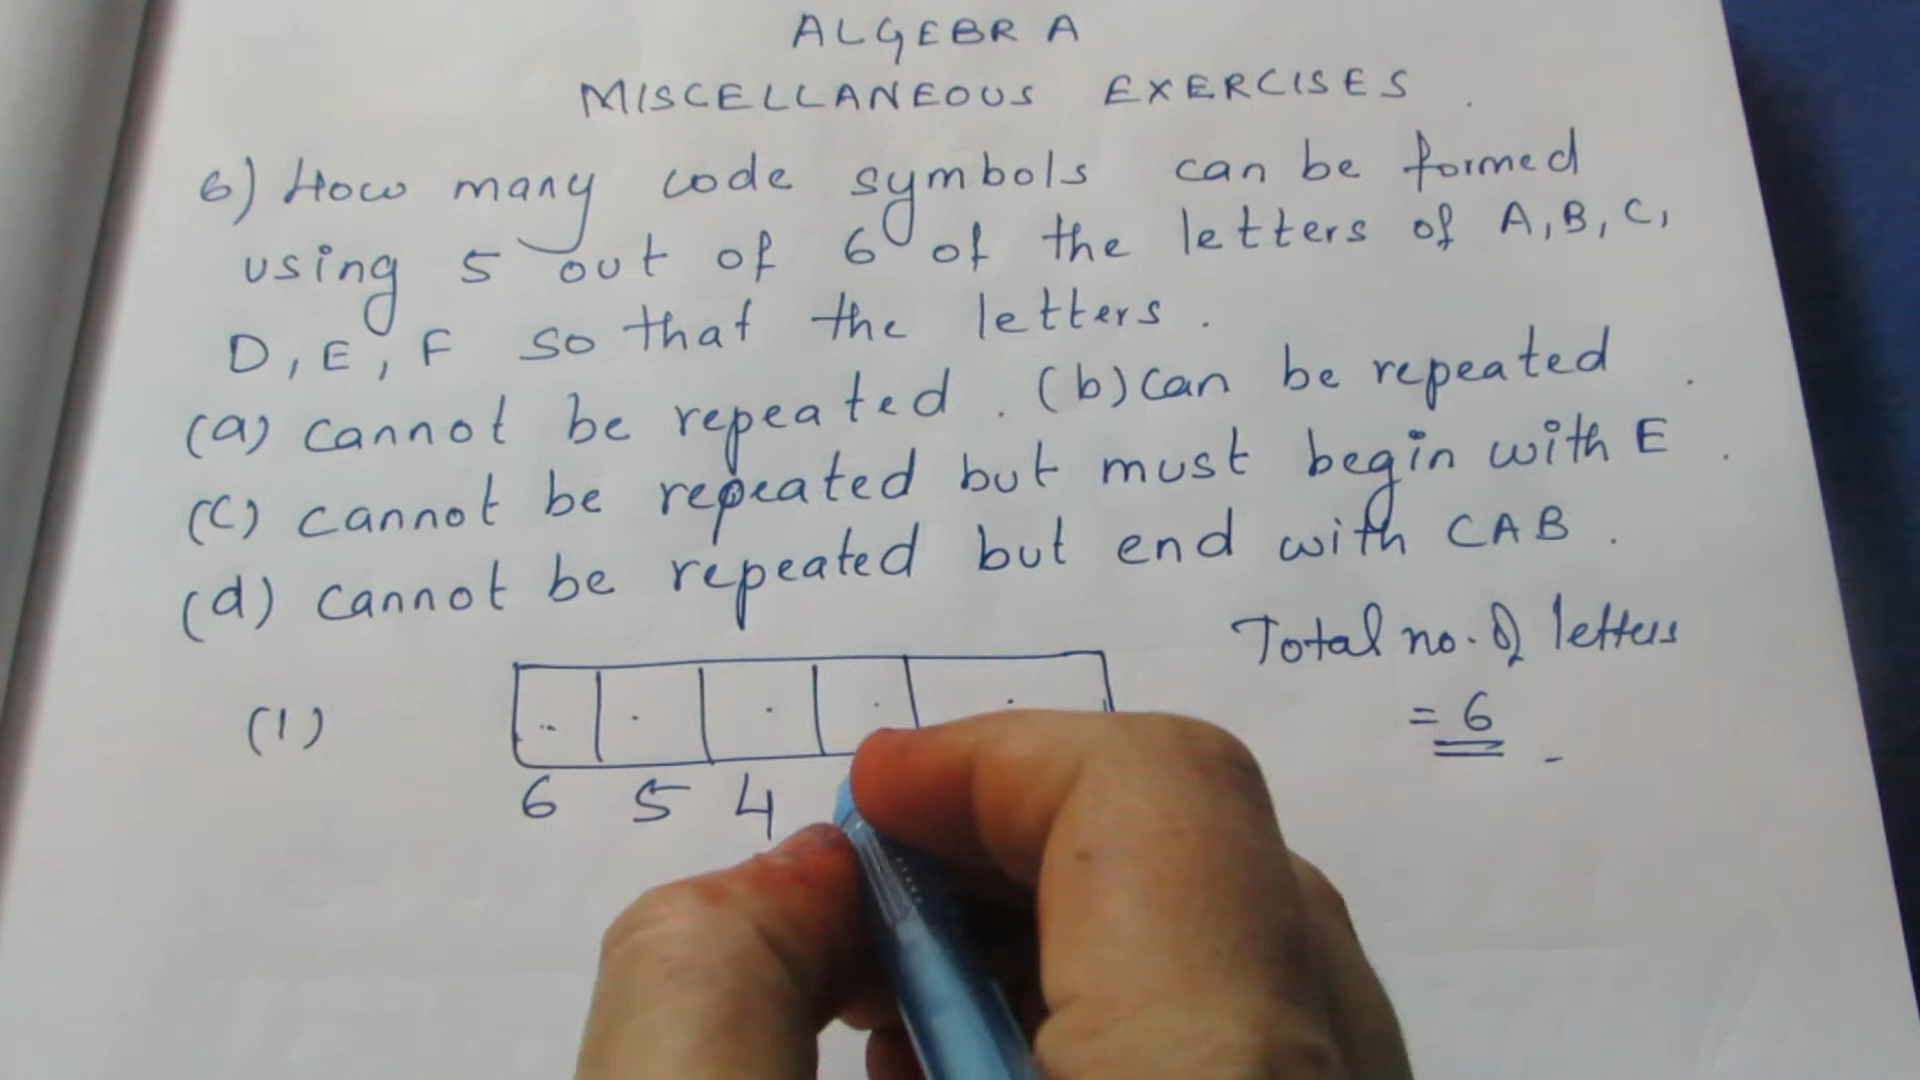 ALGEBRA
MISCELLANEOUS EXERCISES.
6) How many code symbols can be formed
using 5 out of 6 of the letters of A, B, C,
D, E, F so that the letters.
(a) cannot be repeated. (b) can be repeated.
(c) cannot be repeated but must begin with E.
(d) cannot be repeated but end with CAB.
Total no. of letters
(1) = 6
6 5 4